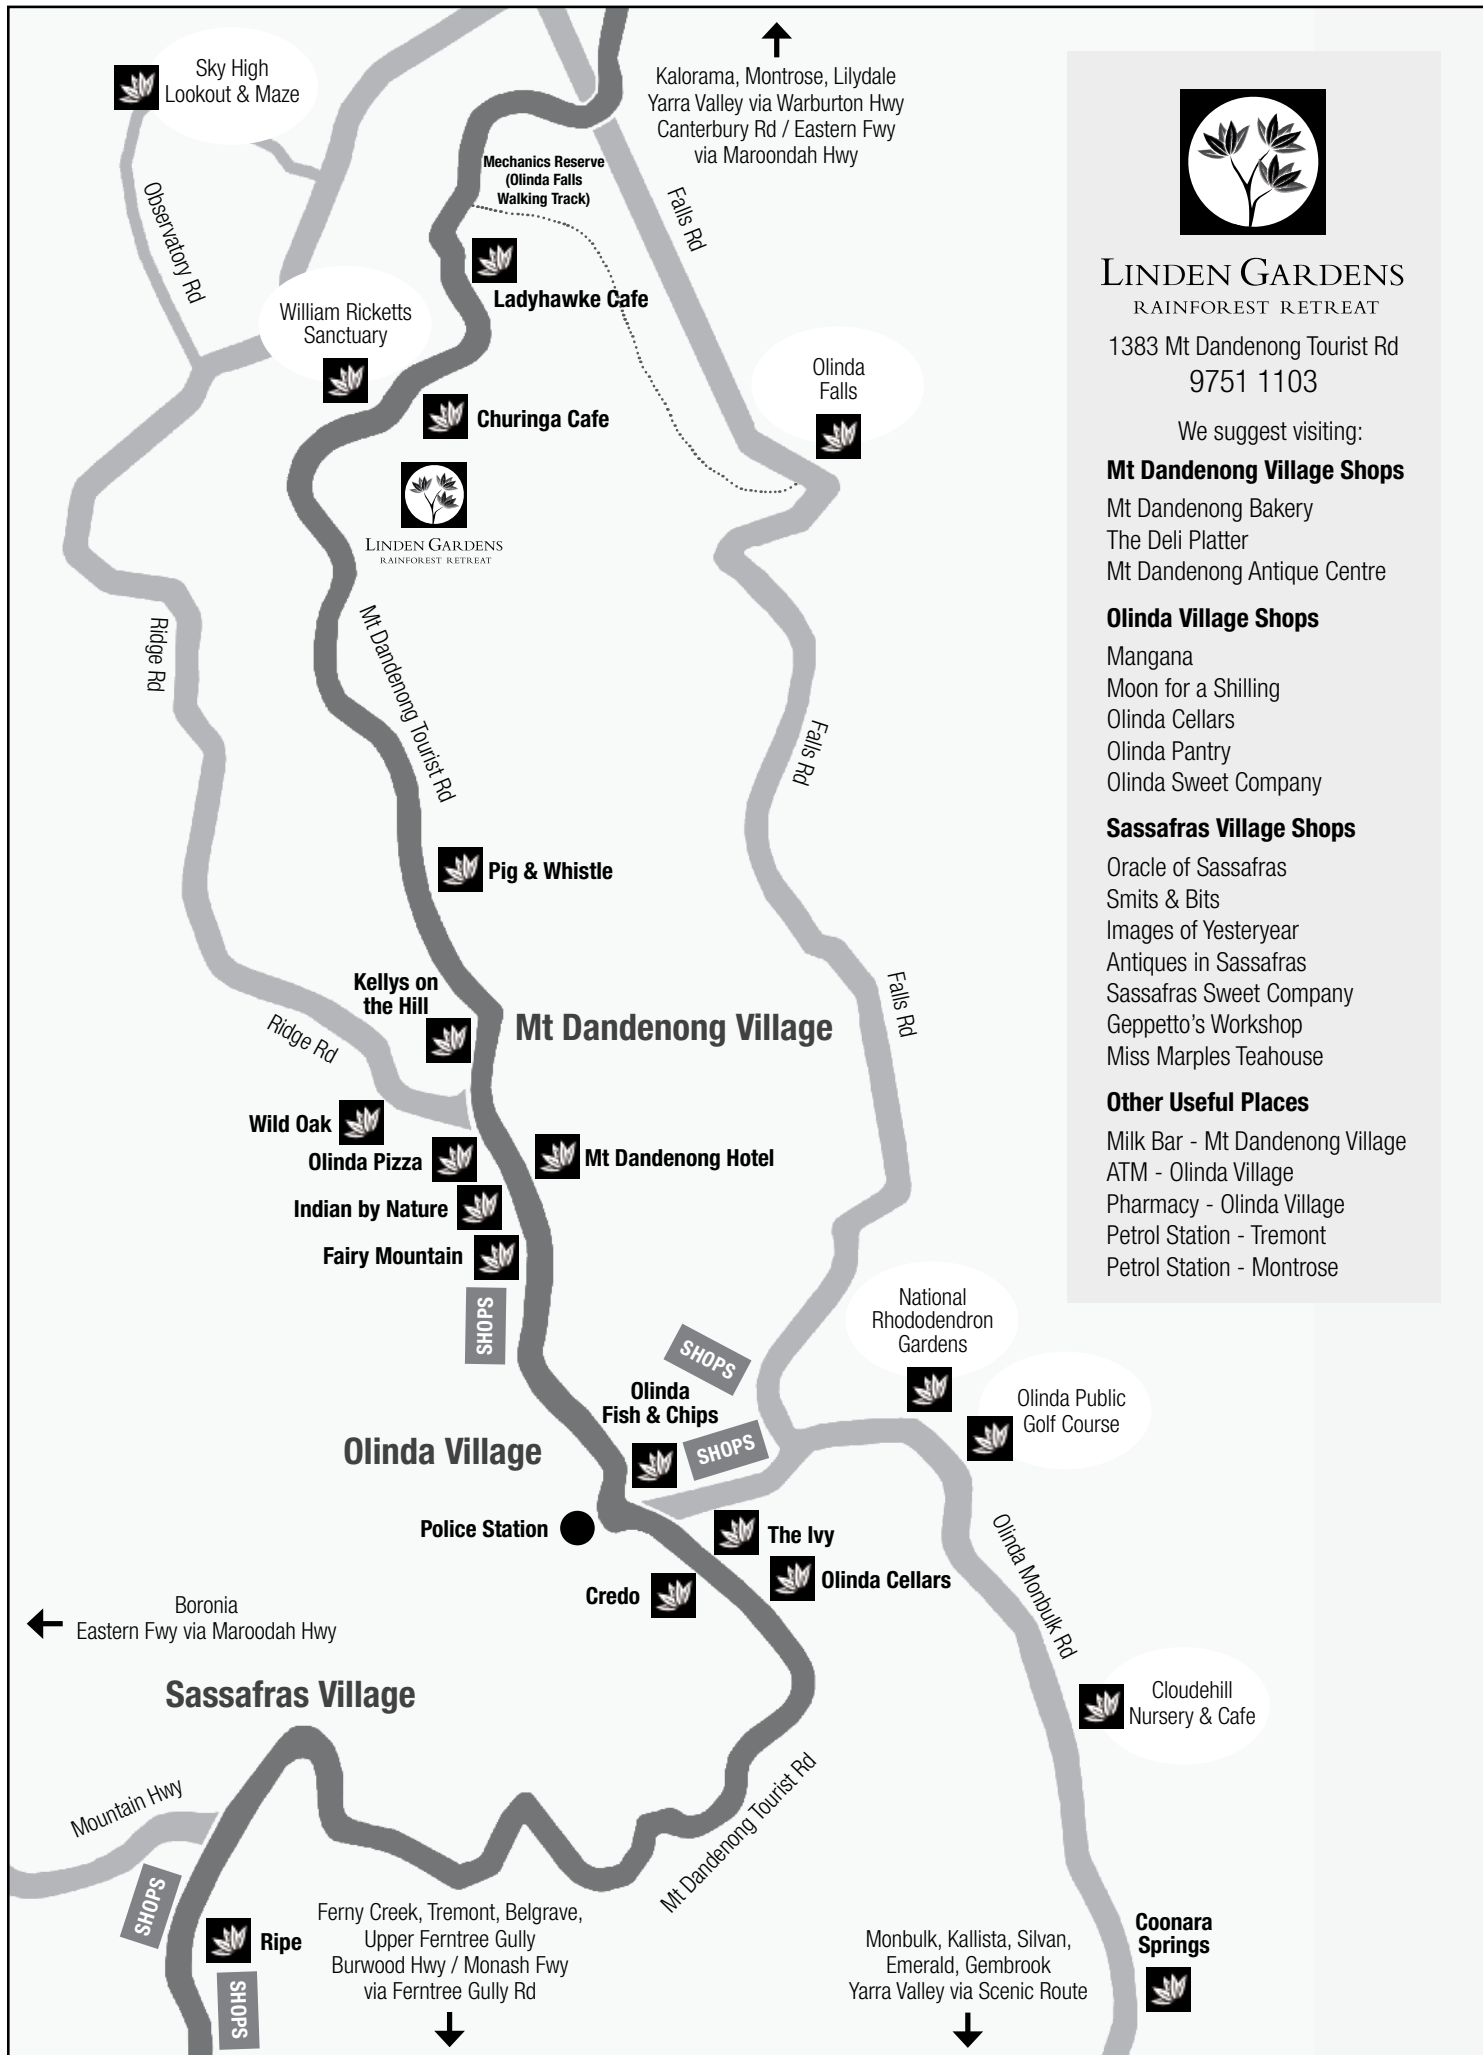 Sky High
Lookout & Maze
Kalorama, Montrose, Lilydale
Yarra Valley via Warburton Hwy
Canterbury Rd / Eastern Fwy
via Maroondah Hwy
Mechanics Reserve
(Olinda Falls
Walking Track)
Observatory Rd
Falls Rd
Ladyhawke Cafe
William Ricketts
Sanctuary
Olinda
Falls
Churinga Cafe
LINDEN GARDENS
RAINFOREST RETREAT
Ridge Rd
Mt Dandenong Tourist Rd
Falls Rd
Pig & Whistle
Kellys on
the Hill
Falls Rd
Mt Dandenong Village
Ridge Rd
Wild Oak
Olinda Pizza
Mt Dandenong Hotel
Indian by Nature
Fairy Mountain
SHOPS
National
Rhododendron
Gardens
SHOPS
Olinda
Fish & Chips
Olinda Public
Golf Course
SHOPS
Olinda Village
Police Station
The Ivy
Olinda Cellars
Credo
Olinda Monbulk Rd
Boronia
Eastern Fwy via Maroodah Hwy
Sassafras Village
Cloudehill
Nursery & Cafe
Mountain Hwy
Mt Dandenong Tourist Rd
SHOPS
Ripe
SHOPS
Ferny Creek, Tremont, Belgrave,
Upper Ferntree Gully
Burwood Hwy / Monash Fwy
via Ferntree Gully Rd
Monbulk, Kallista, Silvan,
Emerald, Gembrook
Yarra Valley via Scenic Route
Coonara
Springs
LINDEN GARDENS
RAINFOREST RETREAT
1383 Mt Dandenong Tourist Rd
9751 1103
We suggest visiting:
Mt Dandenong Village Shops
Mt Dandenong Bakery
The Deli Platter
Mt Dandenong Antique Centre
Olinda Village Shops
Mangana
Moon for a Shilling
Olinda Cellars
Olinda Pantry
Olinda Sweet Company
Sassafras Village Shops
Oracle of Sassafras
Smits & Bits
Images of Yesteryear
Antiques in Sassafras
Sassafras Sweet Company
Geppetto's Workshop
Miss Marples Teahouse
Other Useful Places
Milk Bar - Mt Dandenong Village
ATM - Olinda Village
Pharmacy - Olinda Village
Petrol Station - Tremont
Petrol Station - Montrose